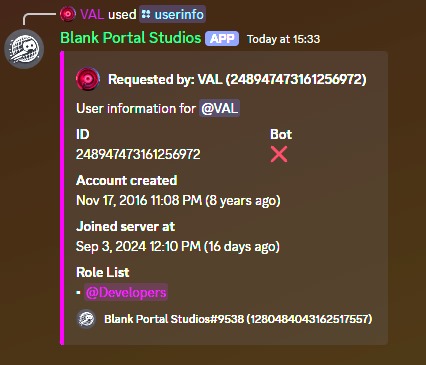 VAL used userinfo
Blank Portal Studios APP Today at 15:33
Requested by: VAL (248947473161256972)
User information for @VAL
ID Bot
248947473161256972 ❌
Account created
Nov 17, 2016 11:08 PM (8 years ago)
Joined server at
Sep 3, 2024 12:10 PM (16 days ago)
Role List
• @Developers
Blank Portal Studios#9538 (1280484043162517557)